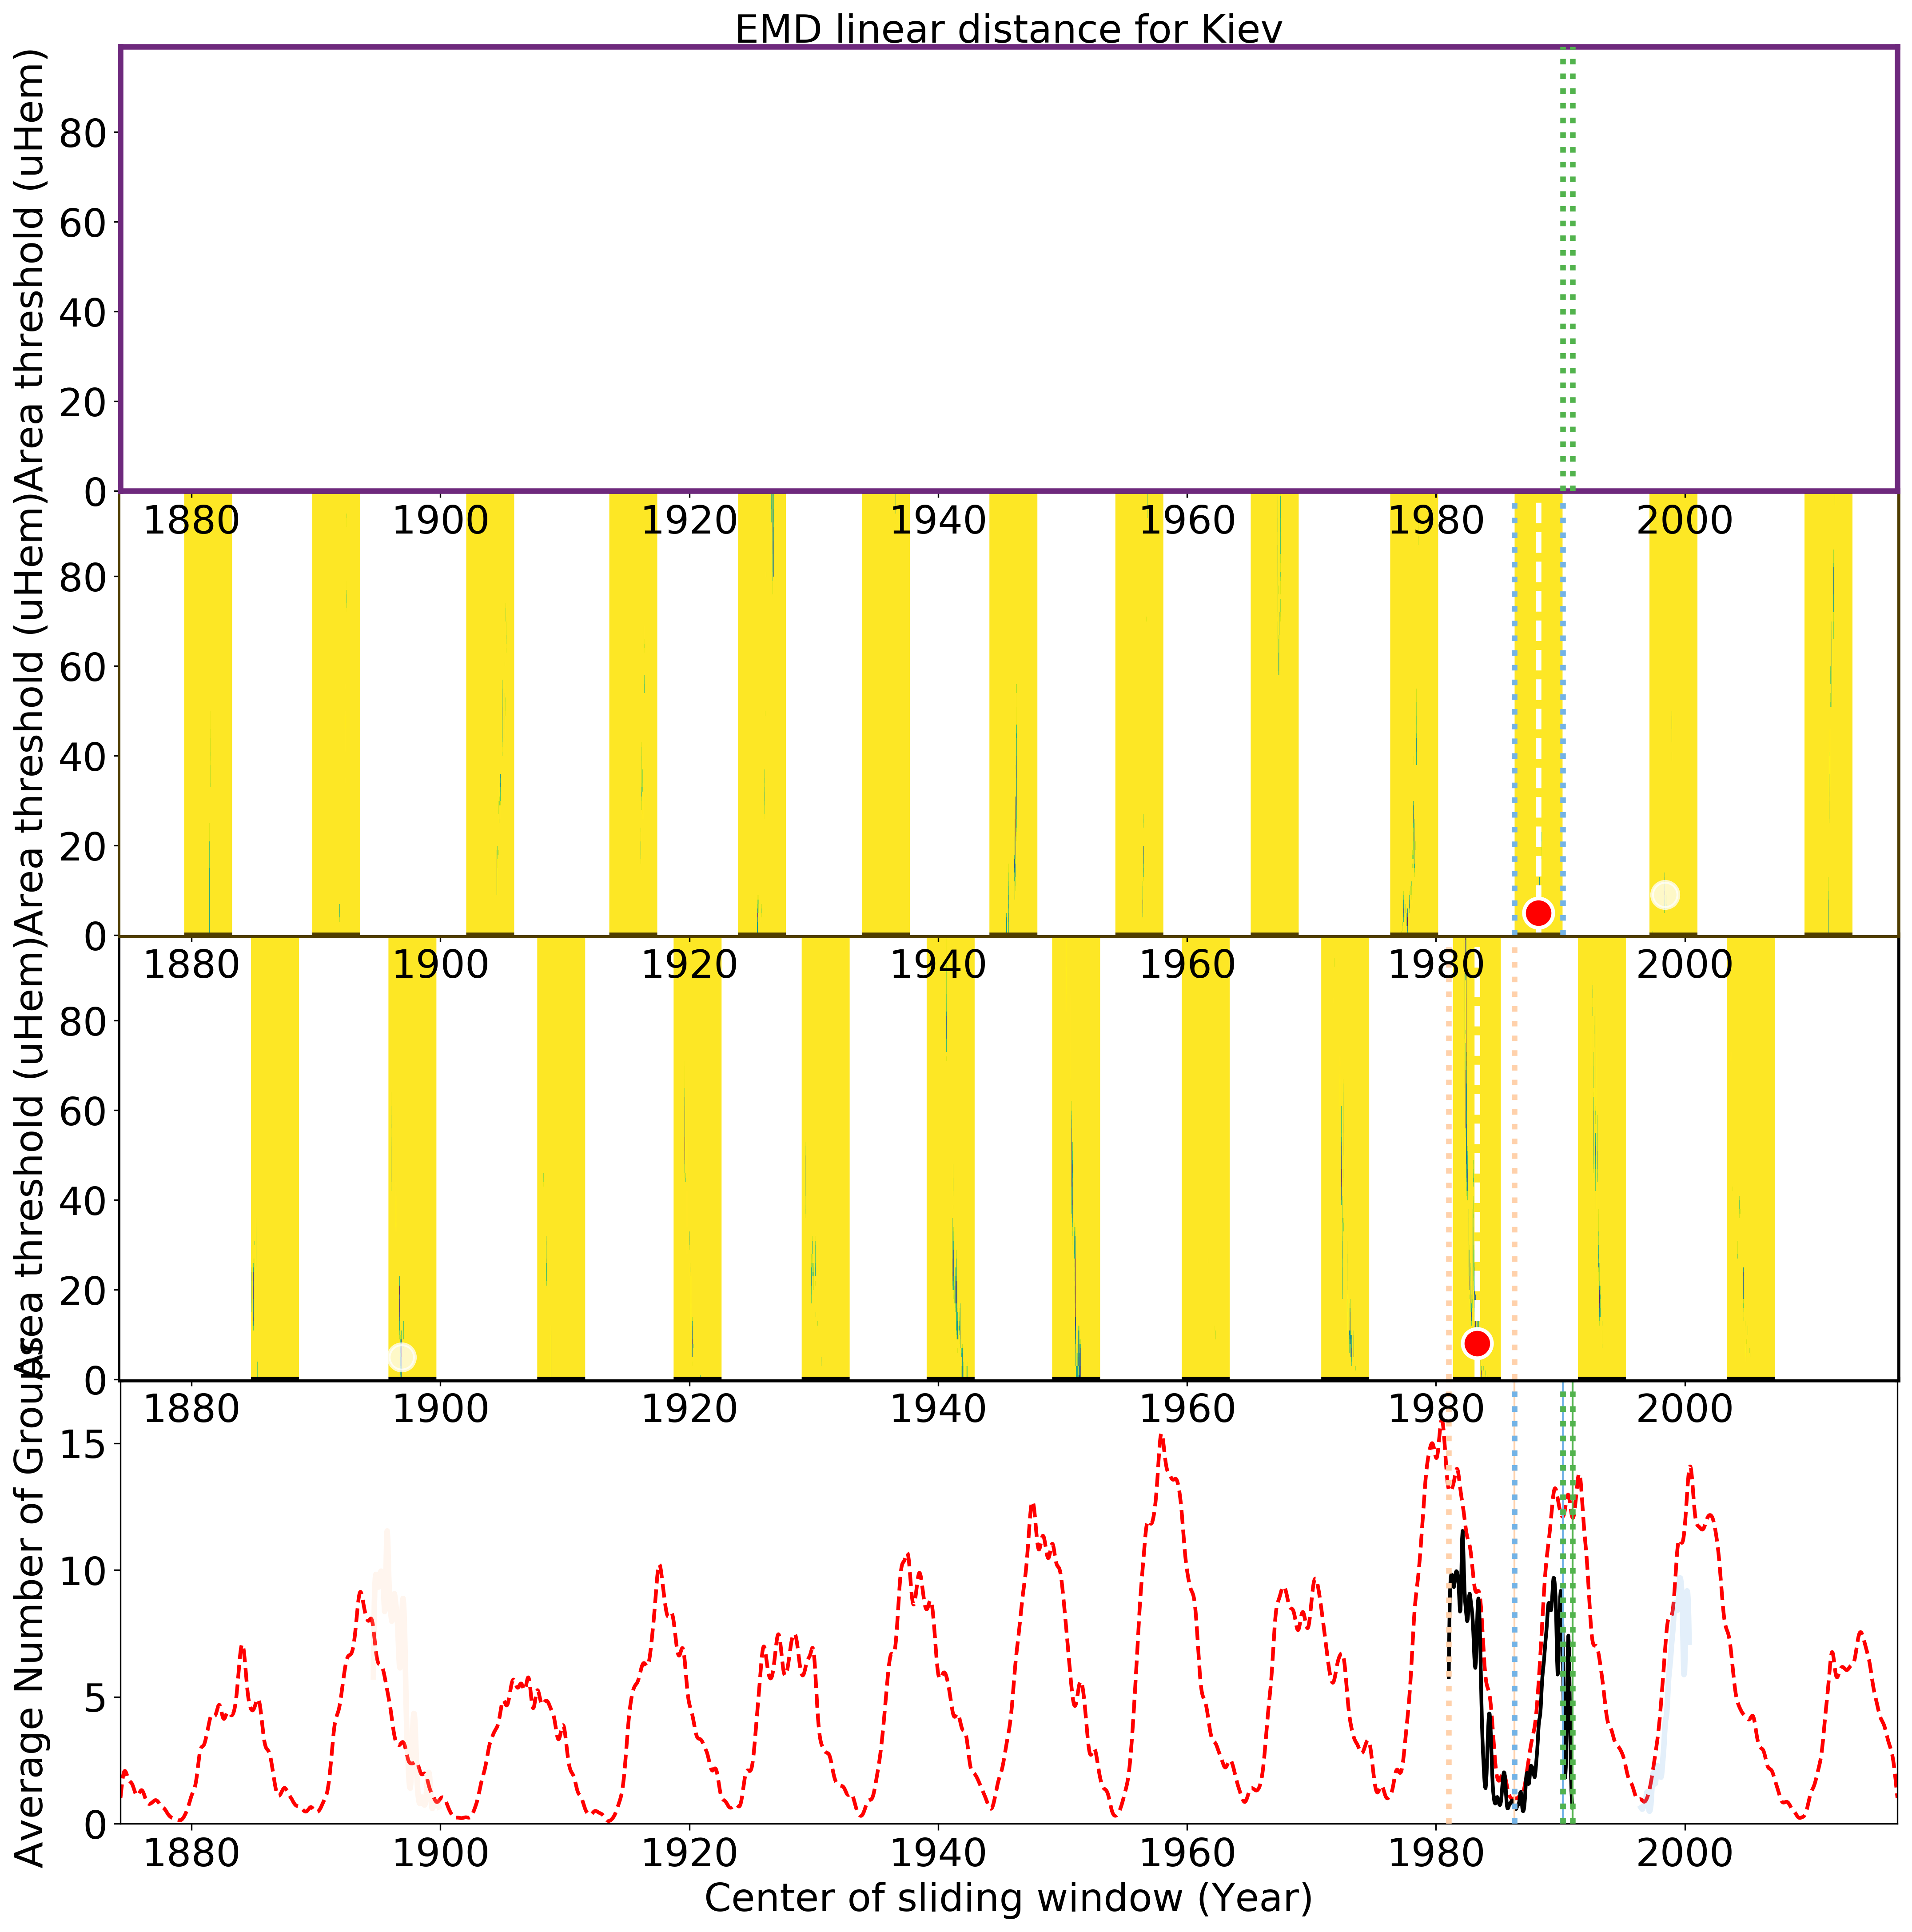 EMD linear distance for Kiev
Area threshold (uHem)
80
60
40
20
0
1880 1900 1920 1940 1960 1980 2000
Area threshold (uHem)
80
60
40
20
0
1880 1900 1920 1940 1960 1980 2000
Area threshold (uHem)
80
60
40
20
0
1880 1900 1920 1940 1960 1980 2000
Average Number of Groups
15
10
5
0
1880 1900 1920 1940 1960 1980 2000
Center of sliding window (Year)